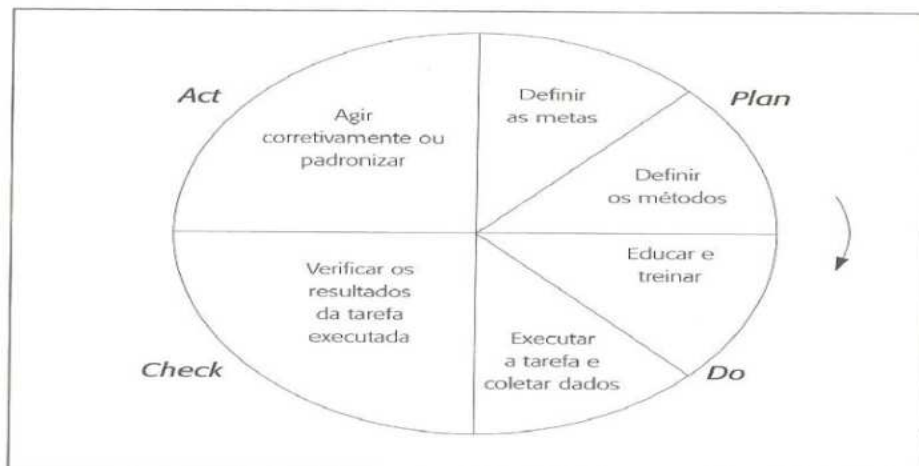 Act
Agir
corretivamente ou
padronizar
Definir
as metas
Plan
Definir
os métodos
Educar e
treinar
Executar
a tarefa e
coletar dados
Do
Verificar os
resultados
da tarefa
executada
Check